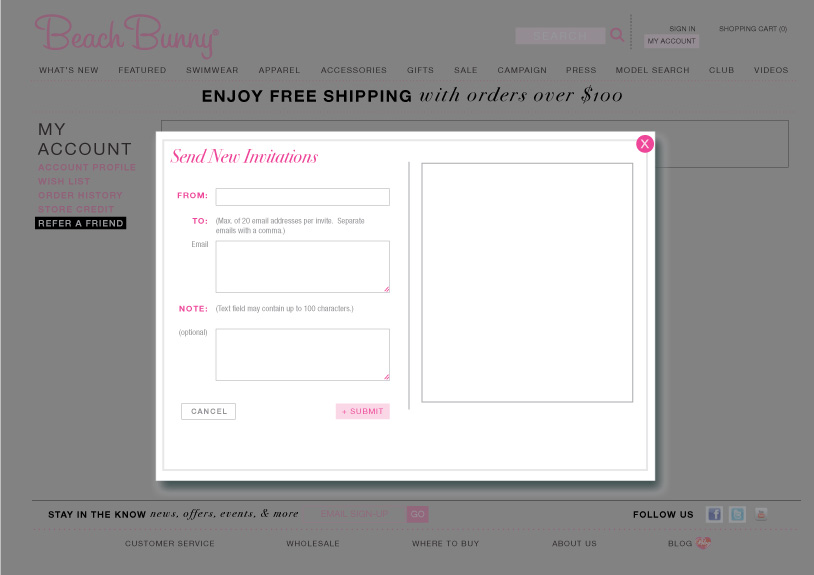 Beach Bunny®
SEARCH
SIGN IN
MY ACCOUNT
SHOPPING CART (0)
WHAT'S NEW FEATURED SWIMWEAR APPAREL ACCESSORIES GIFTS SALE CAMPAIGN PRESS MODEL SEARCH CLUB VIDEOS
ENJOY FREE SHIPPING with orders over $100
MY
ACCOUNT
ACCOUNT PROFILE
WISH LIST
ORDER HISTORY
STORE CREDIT
REFER A FRIEND
X
Send New Invitations
FROM:
TO: (Max. of 20 email addresses per invite. Separate
emails with a comma.)
Email
NOTE: (Text field may contain up to 100 characters.)
(optional)
CANCEL + SUBMIT
STAY IN THE KNOW news, offers, events, & more EMAIL SIGN-UP GO FOLLOW US
CUSTOMER SERVICE WHOLESALE WHERE TO BUY ABOUT US BLOG